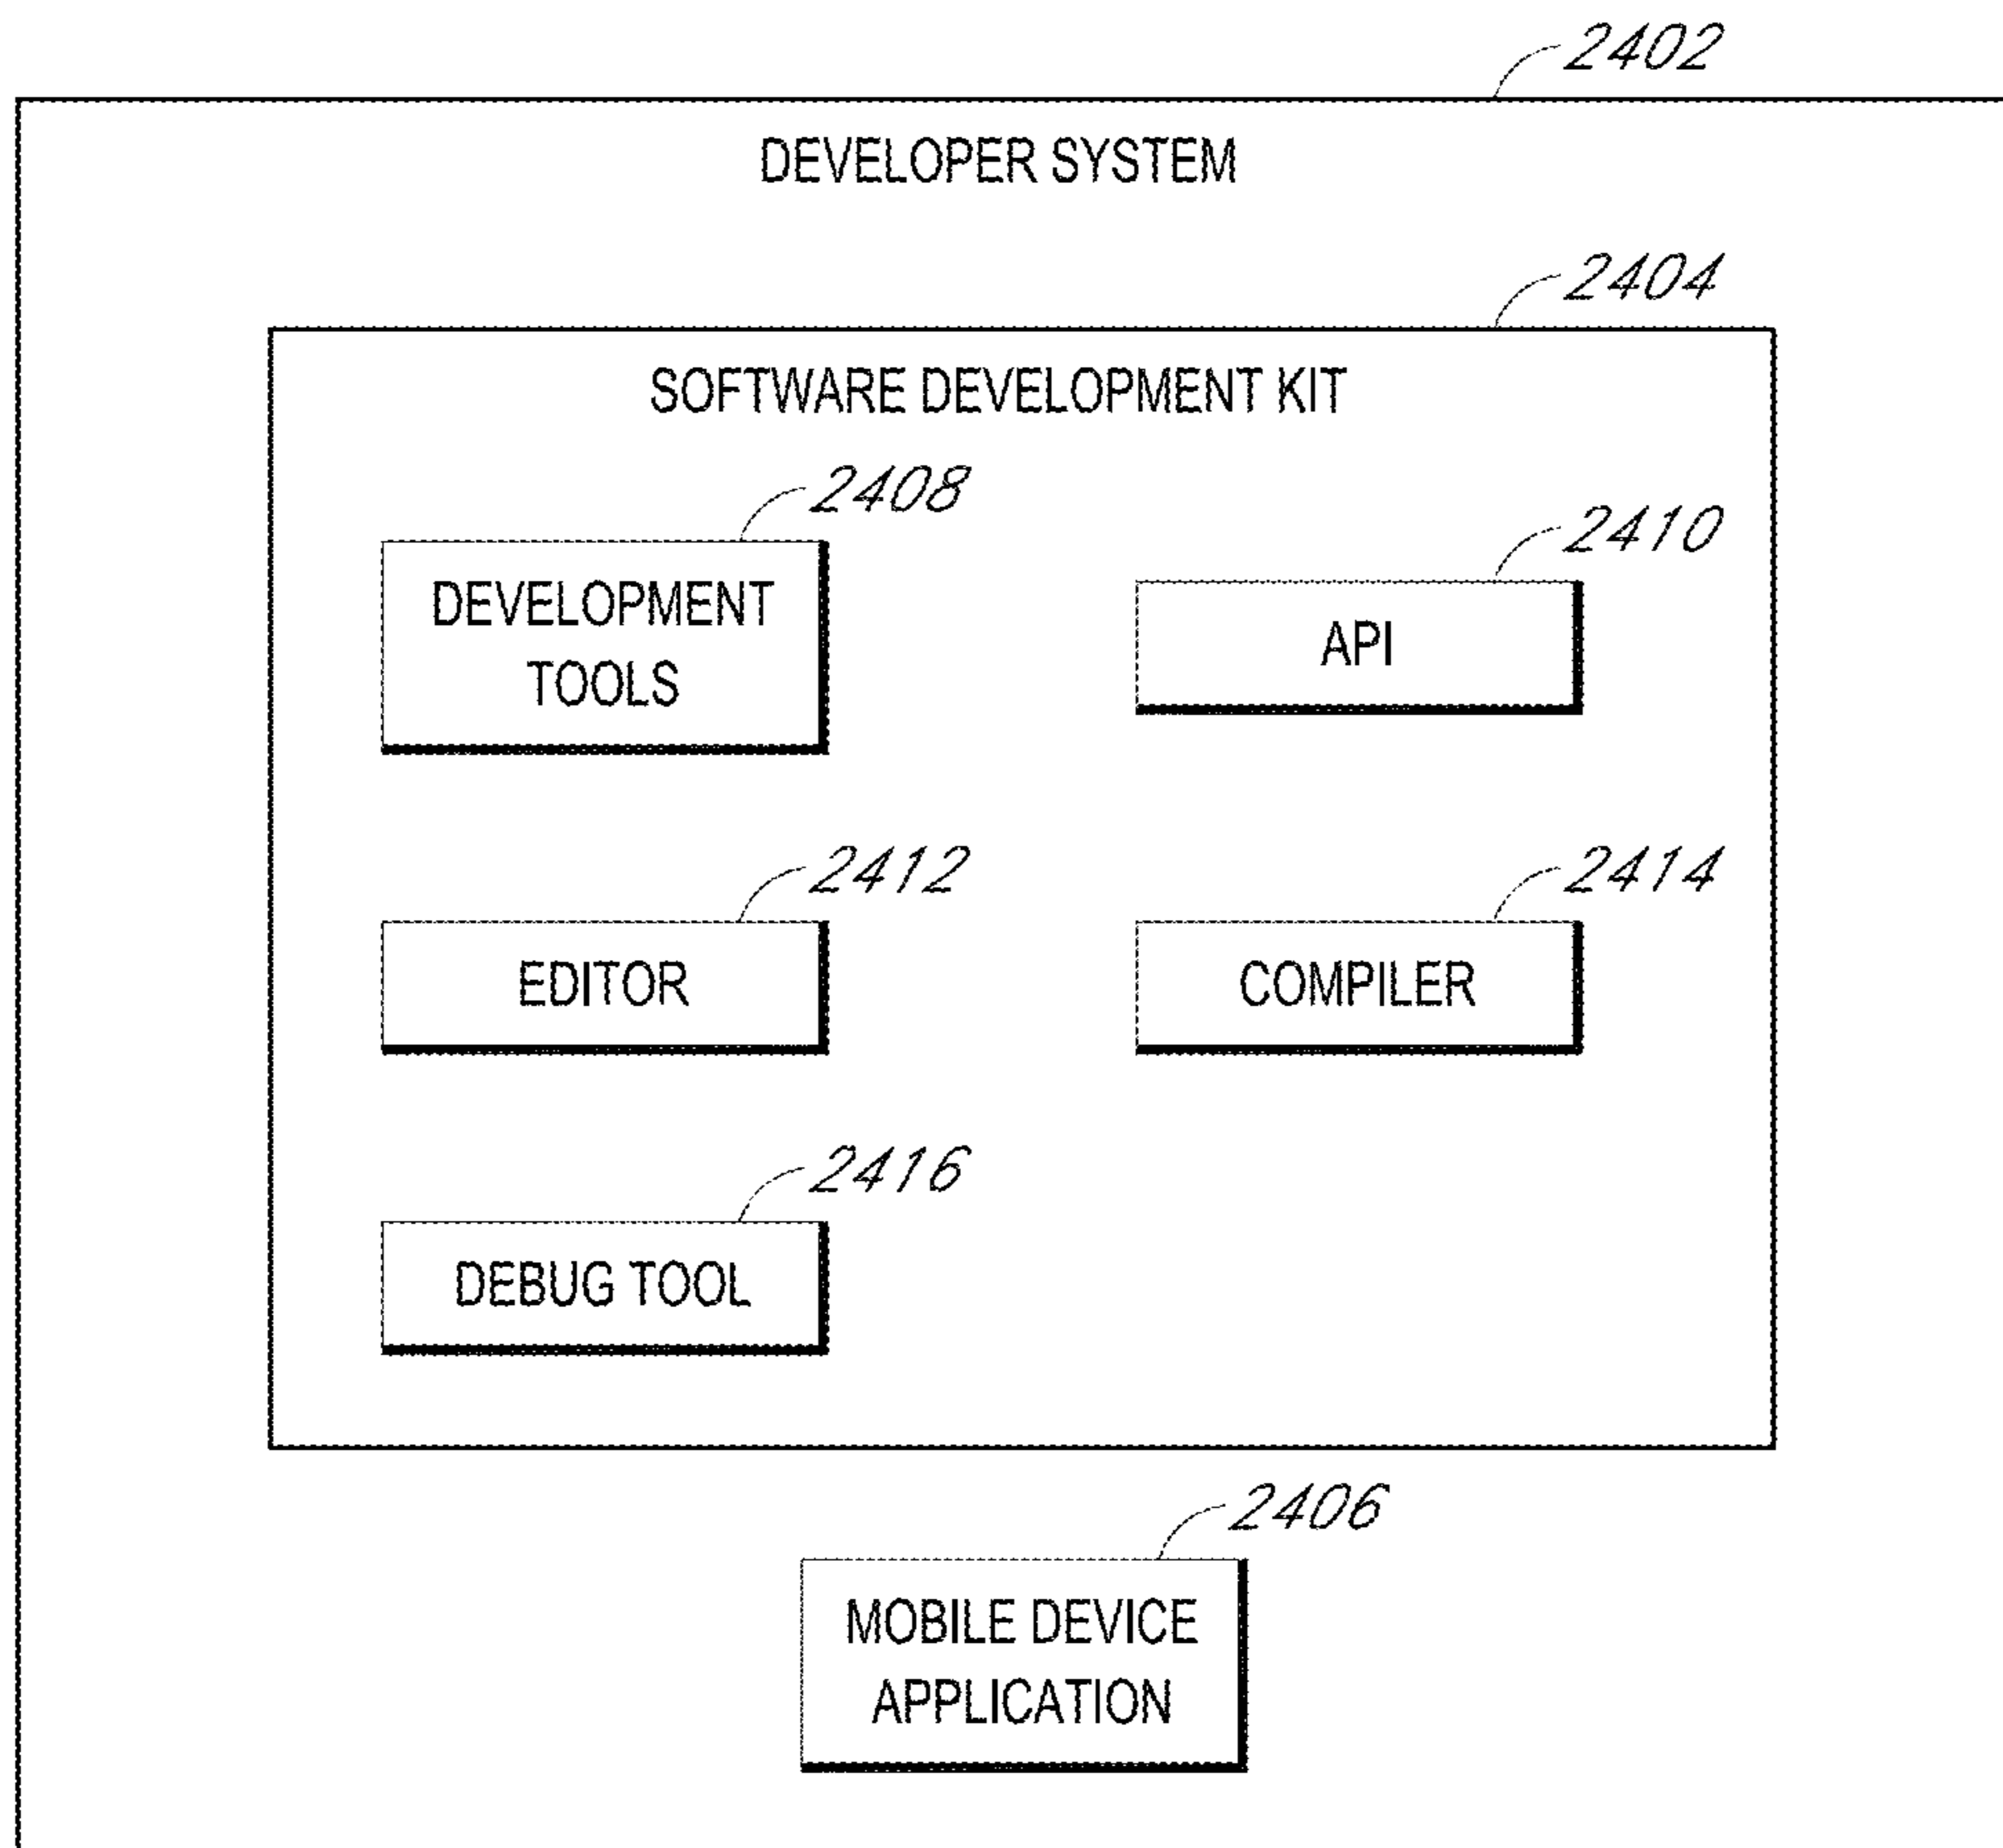 2402
DEVELOPER SYSTEM
2404
SOFTWARE DEVELOPMENT KIT
2408
DEVELOPMENT
TOOLS
2410
API
2412
EDITOR
2414
COMPILER
2416
DEBUG TOOL
2406
MOBILE DEVICE
APPLICATION